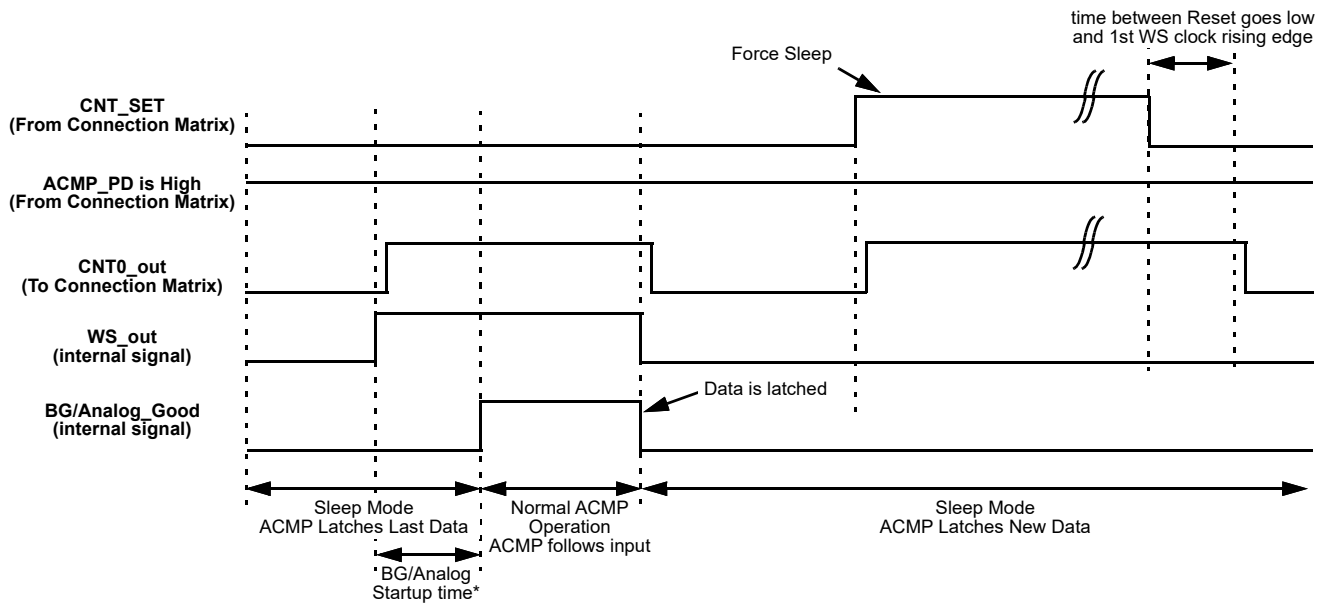 time between Reset goes low
and 1st WS clock rising edge
Force Sleep
CNT_SET
(From Connection Matrix)
ACMP_PD is High
(From Connection Matrix)
CNT0_out
(To Connection Matrix)
WS_out
(internal signal)
Data is latched
BG/Analog_Good
(internal signal)
Sleep Mode
ACMP Latches Last Data
Normal ACMP
Operation
ACMP follows input
Sleep Mode
ACMP Latches New Data
BG/Analog
Startup time*